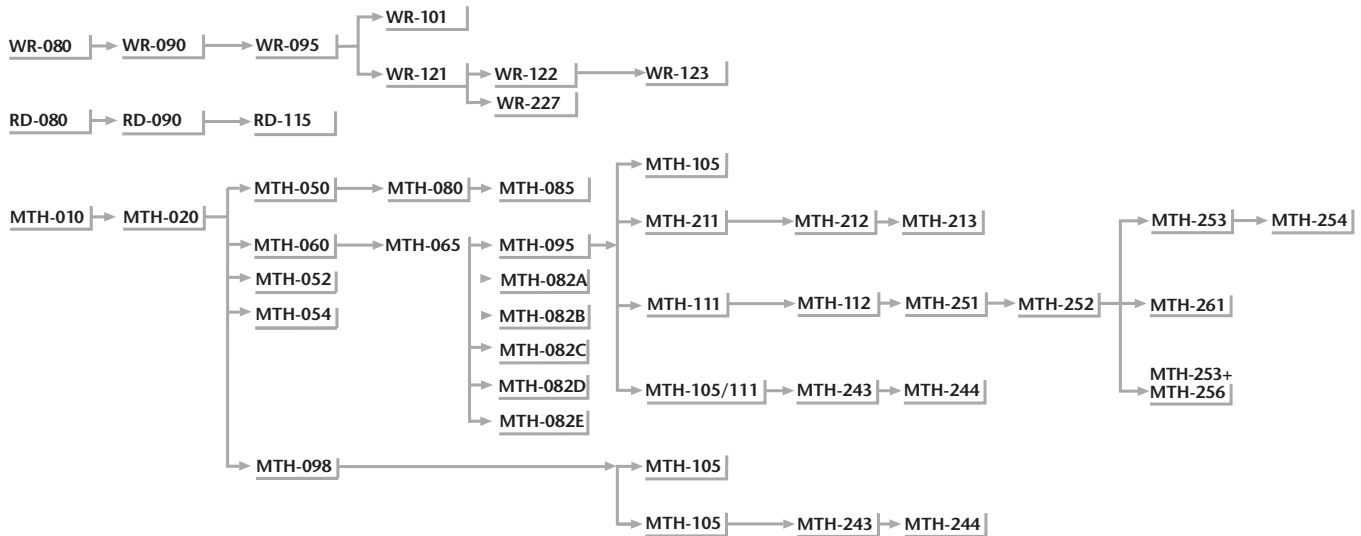 WR-101
WR-080 WR-090 WR-095
WR-121 WR-122 WR-123
WR-227
RD-080 RD-090 RD-115
MTH-105
MTH-050 MTH-080 MTH-085
MTH-010 MTH-020
MTH-211 MTH-212 MTH-213
MTH-253 MTH-254
MTH-060 MTH-065 MTH-095
MTH-052
MTH-082A
MTH-111 MTH-112 MTH-251 MTH-252 MTH-261
MTH-054
MTH-082B
MTH-082C
MTH-253+
MTH-256
MTH-082D
MTH-105/111 MTH-243 MTH-244
MTH-082E
MTH-098 MTH-105
MTH-105 MTH-243 MTH-244